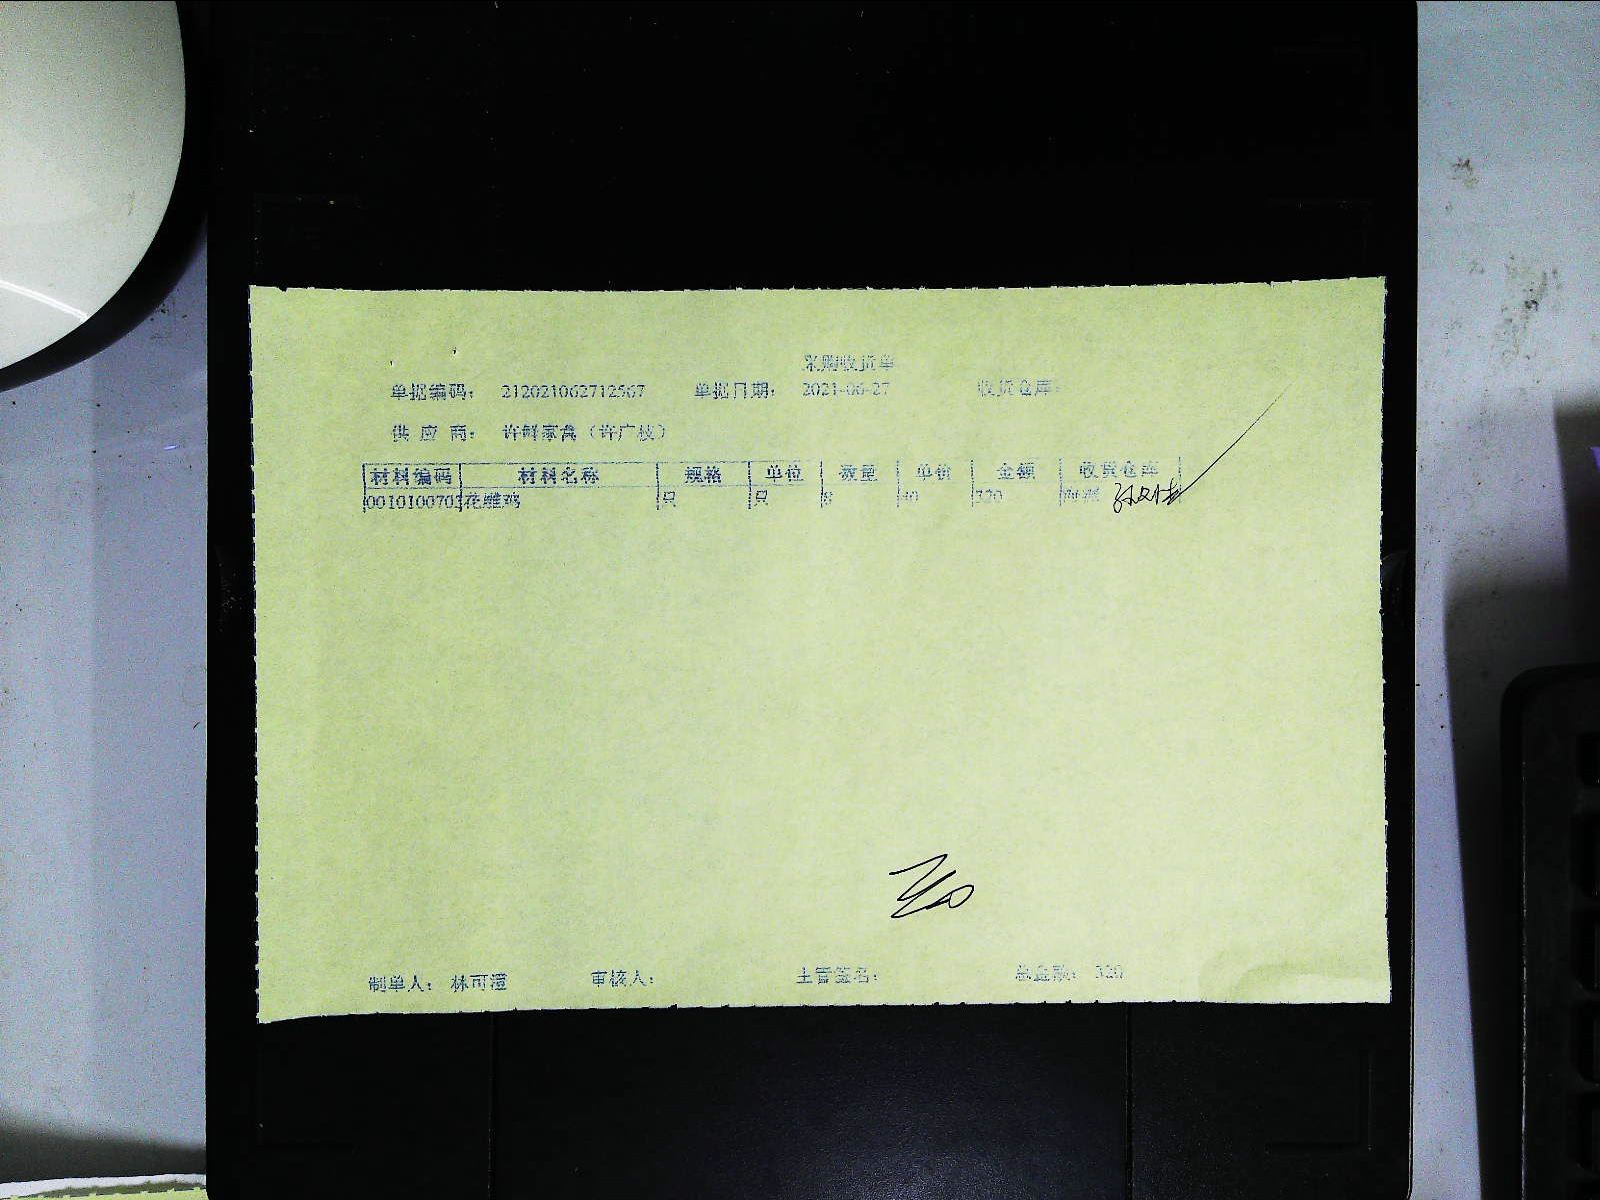 采购收货单
单据编码： 212021062712567 单据日期： 2021-06-27 收货仓库：
供 应 商： 许鲜家禽（许广枝）
材料编码 材料名称 规格 单位 数量 单价 金额 收货仓库
0010100702 花雕鸡 只 只 8 40 320
制单人： 林可潼 审核人： 主管签名： 总金额： 320